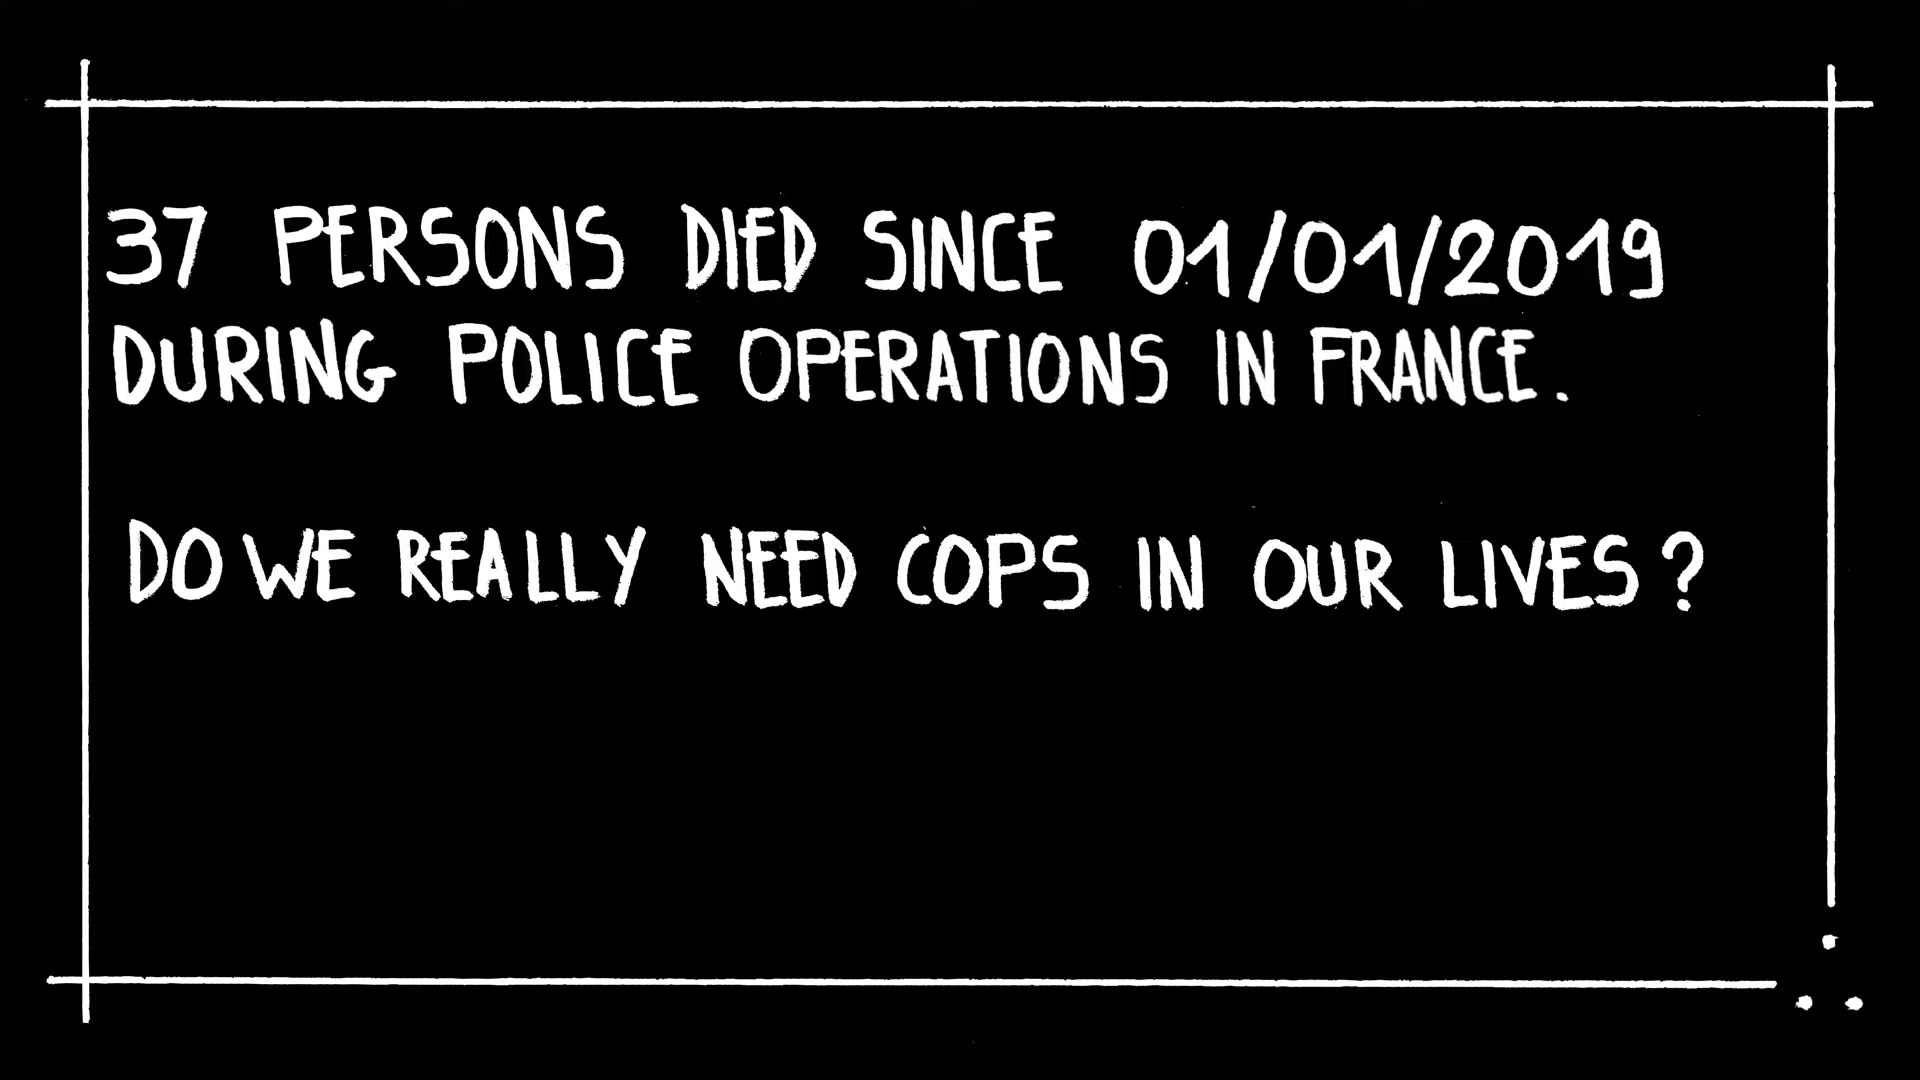 37 PERSONS DIED SINCE 01/01/2019
DURING POLICE OPERATIONS IN FRANCE.
DO WE REALLY NEED COPS IN OUR LIVES?